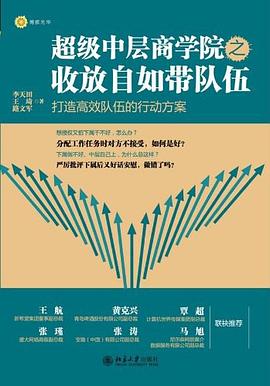 博雅光华
超级中层商学院之
收放自如带队伍
李天田
王琦
路文军
著
打造高效队伍的行动方案
想授权又怕下属干不好，怎么办？
分配工作任务时对方不接受，如何是好？
下属做不好，中层自己上，为什么总这样？
严厉批评下属后又好话安慰，做错了吗？
王航
黄克兴
覃超
张瑾
张涛
马旭
联袂推荐
北京大学出版社